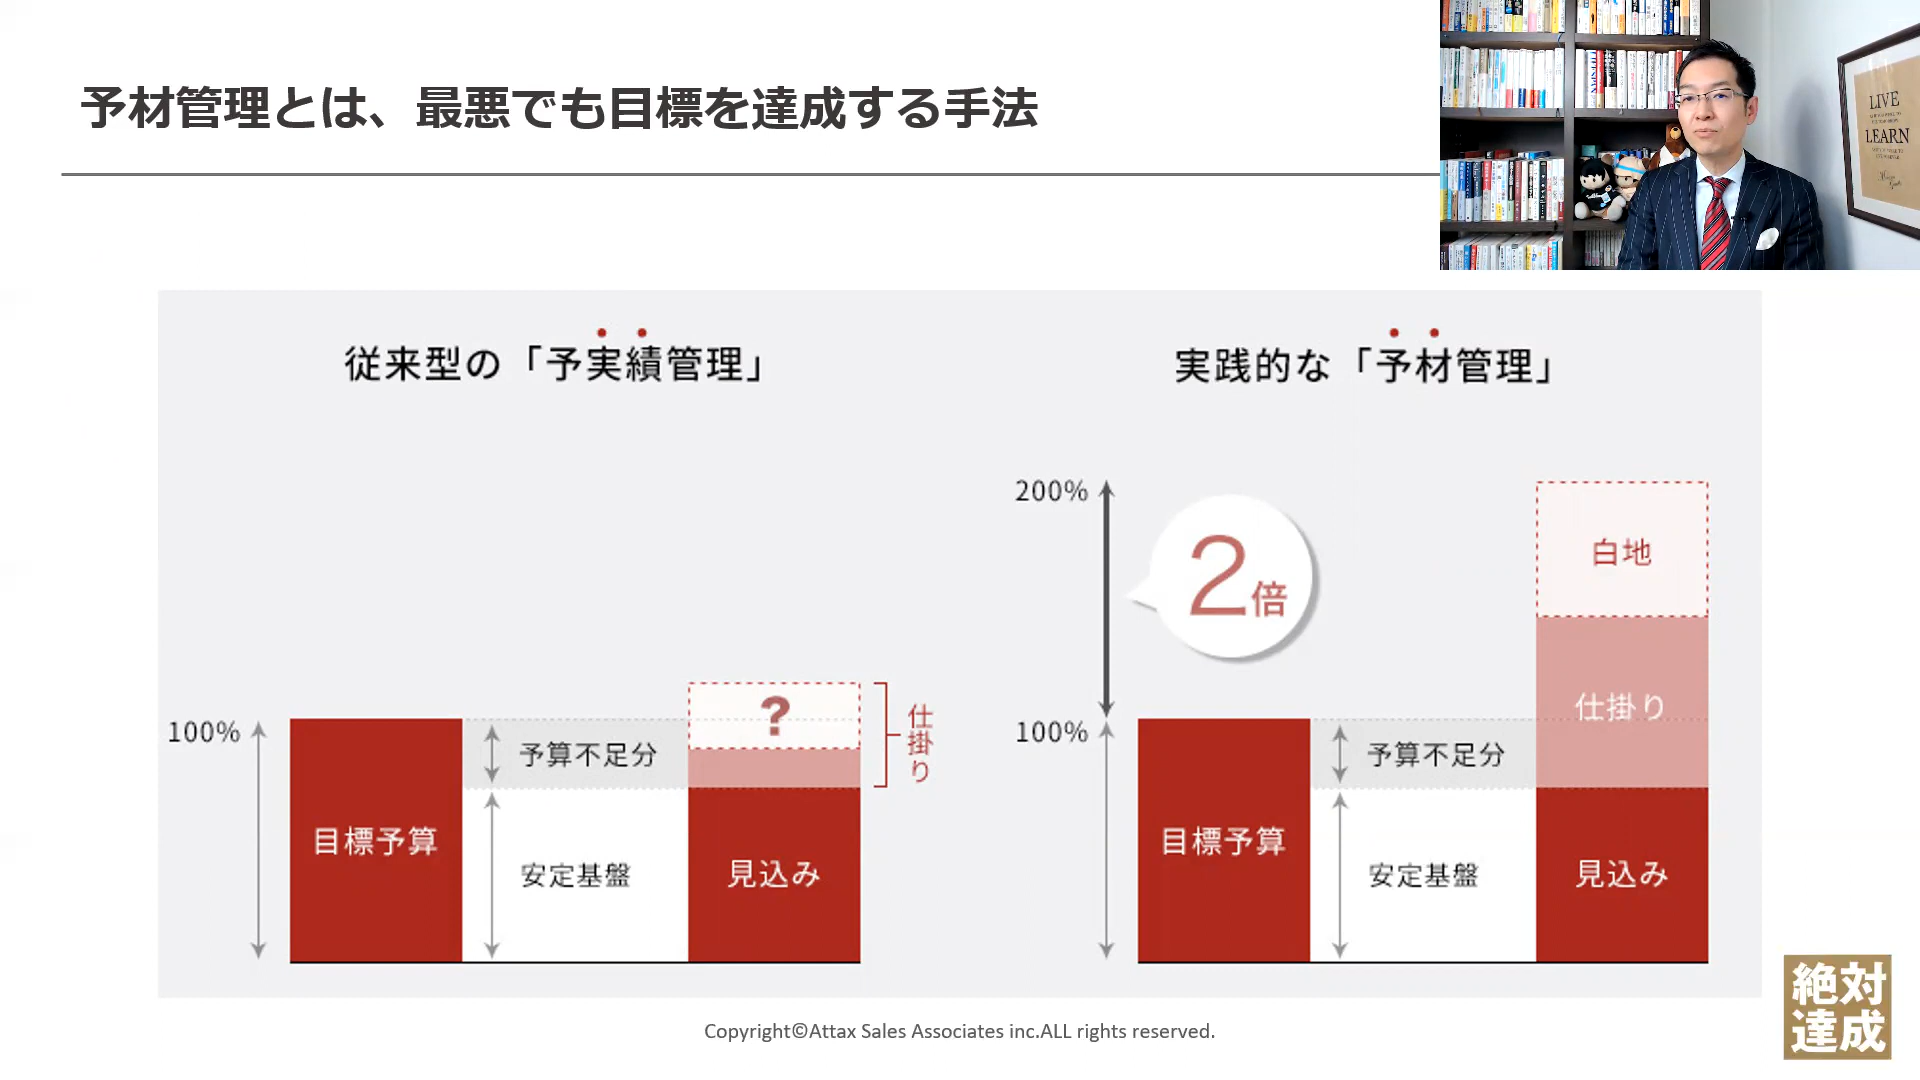 予材管理とは、最悪でも目標を達成する手法
LIVE
LEARN
従来型の「予実績管理」
100%
目標予算
予算不足分
安定基盤
?
見込み
仕掛り
実践的な「予材管理」
200%
2倍
100%
目標予算
予算不足分
安定基盤
白地
仕掛り
見込み
Copyright©Attax Sales Associates inc.ALL rights reserved.
絶対
達成